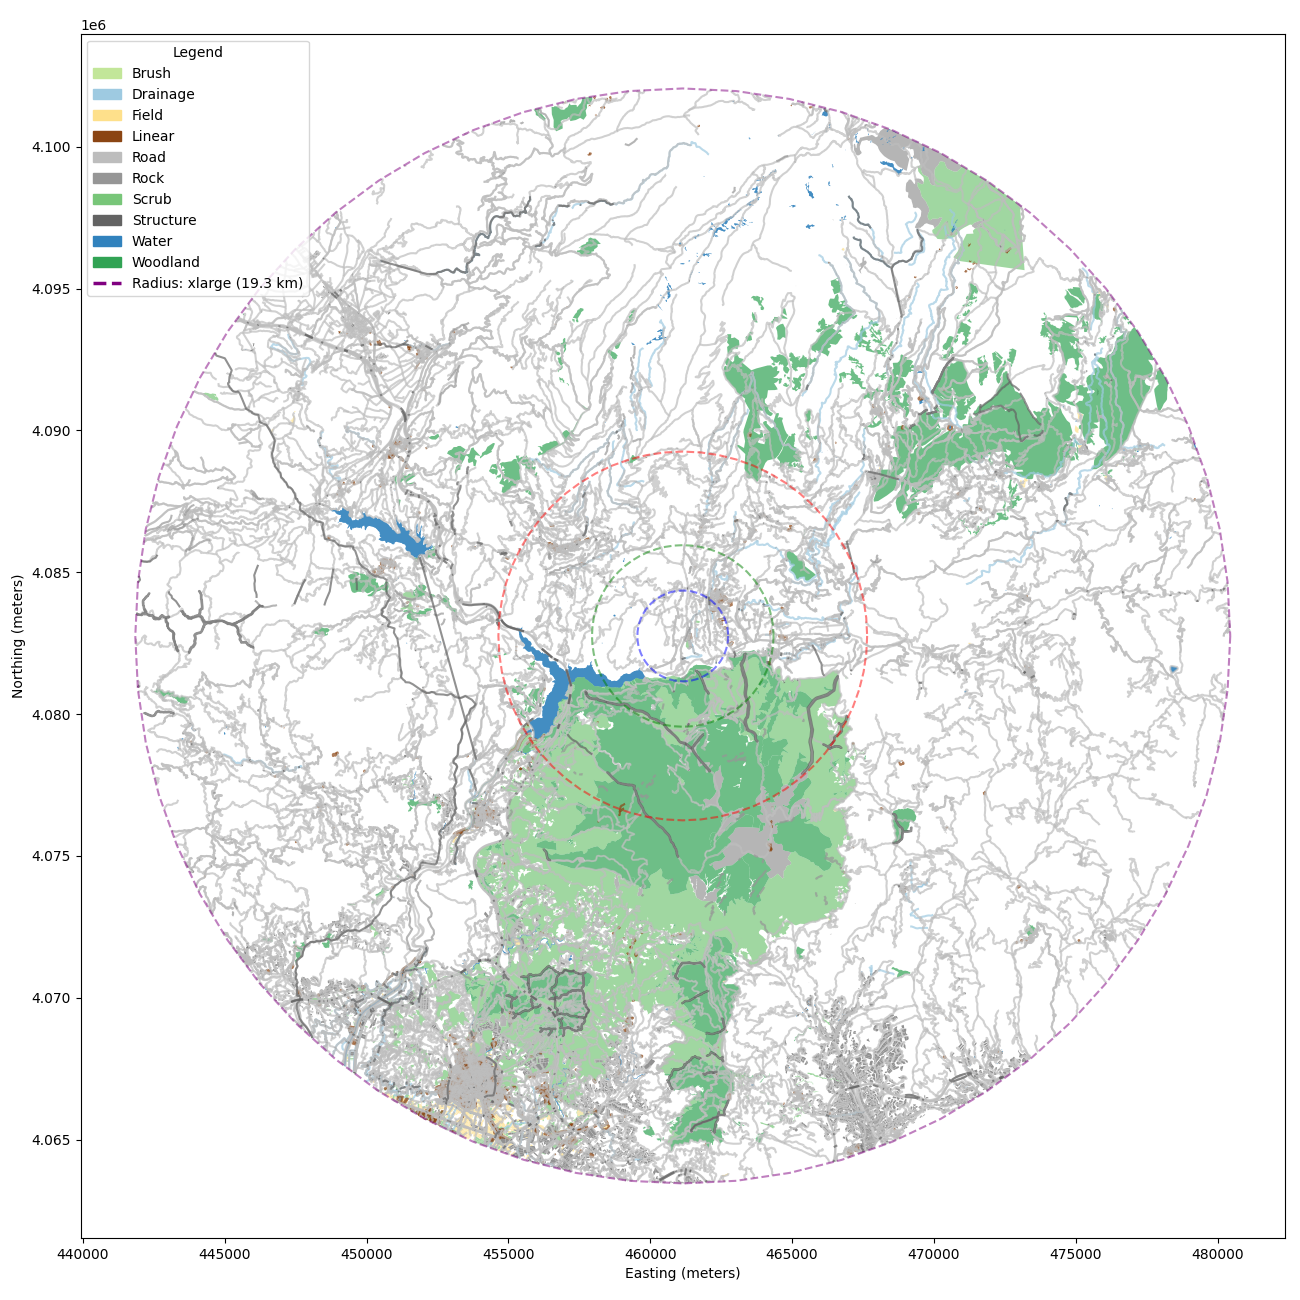 1e6
Legend
Brush
Drainage
Field
Linear
Road
Rock
Scrub
Structure
Water
Woodland
Radius: xlarge (19.3 km)
4.100
4.095
4.090
4.085
4.080
4.075
4.070
4.065
Northing (meters)
440000 445000 450000 455000 460000 465000 470000 475000 480000
Easting (meters)